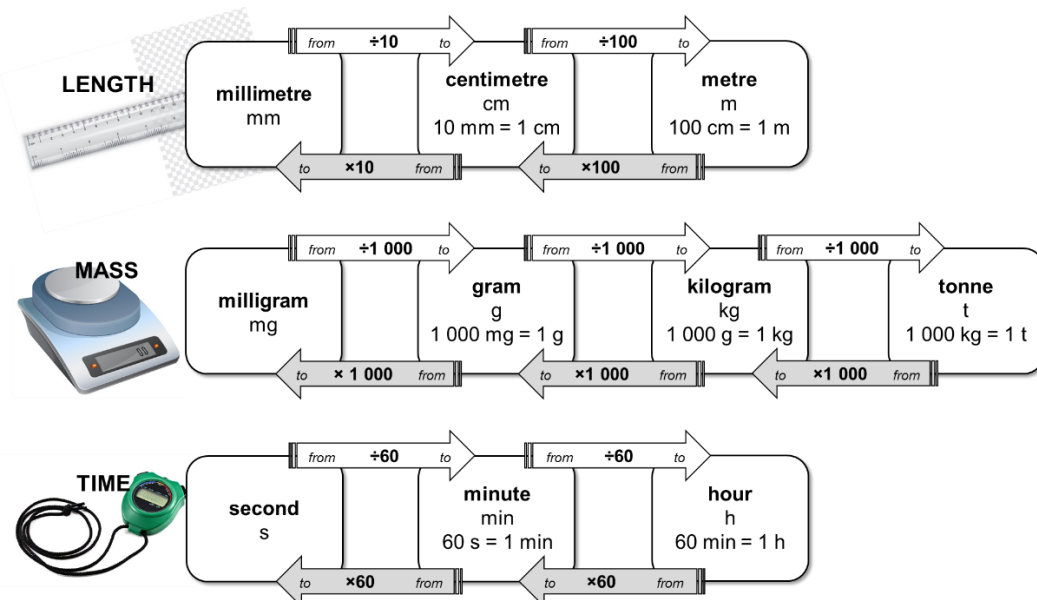 from ÷10 to
from ÷100 to
LENGTH
millimetre
mm
centimetre
cm
10 mm = 1 cm
metre
m
100 cm = 1 m
to ×10 from
to ×100 from
from ÷1 000 to
from ÷1 000 to
from ÷1 000 to
MASS
milligram
mg
gram
g
1 000 mg = 1 g
kilogram
kg
1 000 g = 1 kg
tonne
t
1 000 kg = 1 t
to × 1 000 from
to ×1 000 from
to ×1 000 from
from ÷60 to
from ÷60 to
TIME
second
s
minute
min
60 s = 1 min
hour
h
60 min = 1 h
to ×60 from
to ×60 from